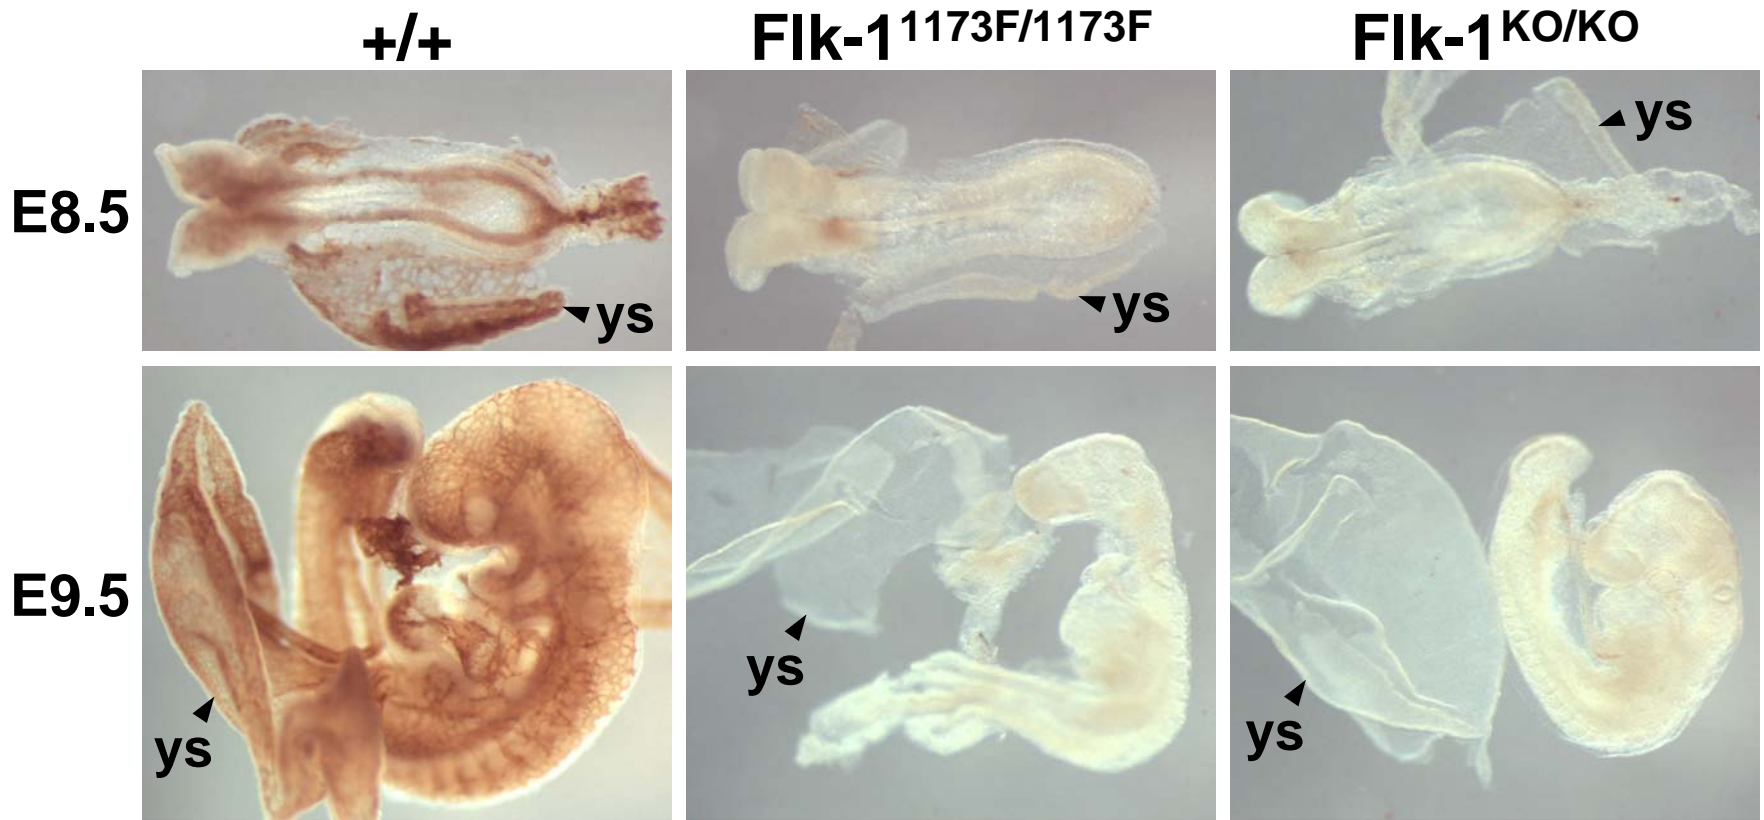 +/+ Flk-1 1173F/1173F Flk-1 KO/KO
E8.5
ys ys ys
E9.5
ys ys ys